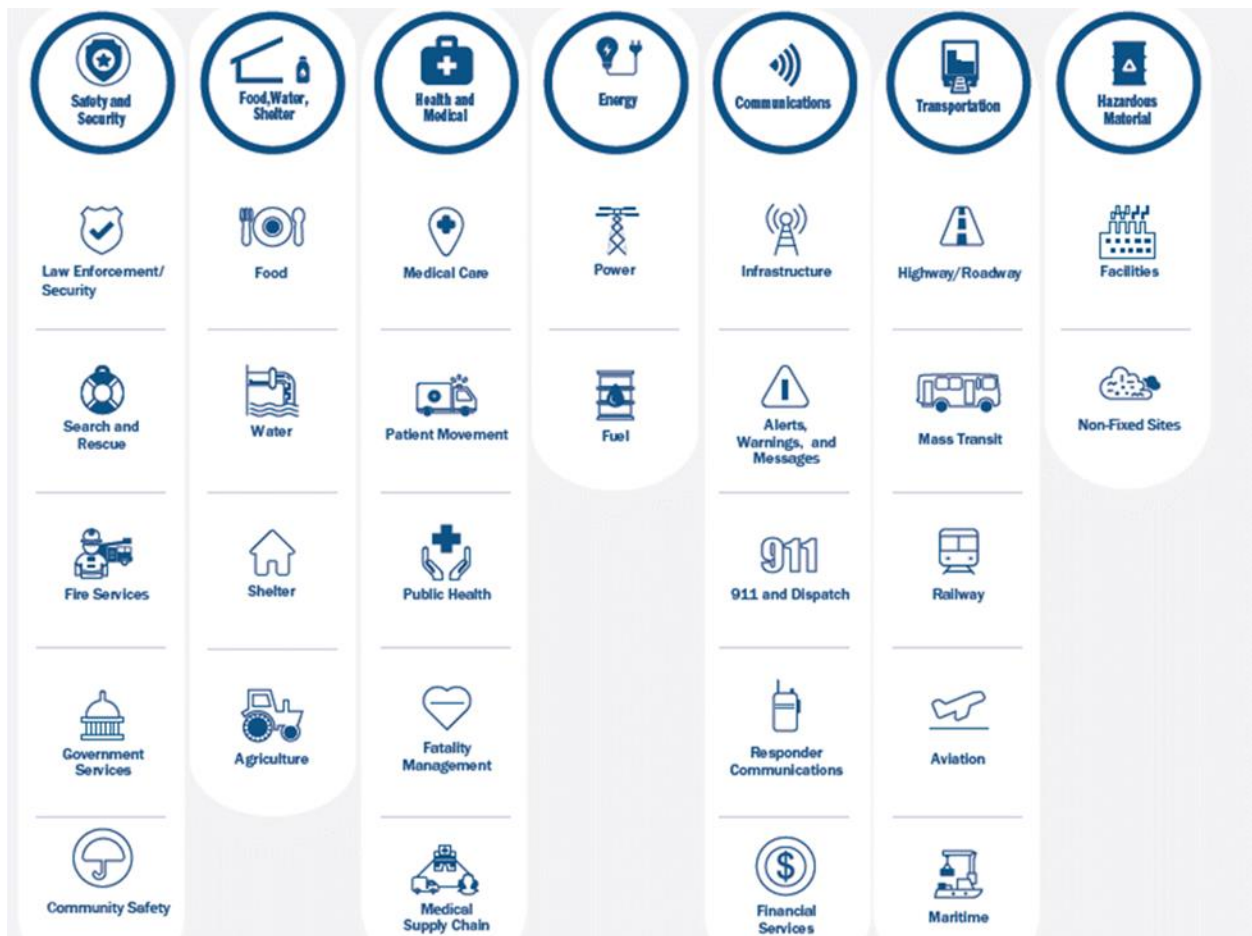 Safety and
Security
Food,Water,
Shelter
Health and
Medical
Energy
Communications
Transportation
Hazardous
Material
Law Enforcement/
Security
Food
Medical Care
Power
Infrastructure
Highway/Roadway
Facilities
Search and
Rescue
Water
Patient Movement
Fuel
Alerts,
Warnings, and
Messages
Mass Transit
Non-Fixed Sites
Fire Services
Shelter
Public Health
911
911 and Dispatch
Railway
Government
Services
Agriculture
Fatality
Management
Responder
Communications
Aviation
Community Safety
Medical
Supply Chain
$
Financial
Services
Maritime